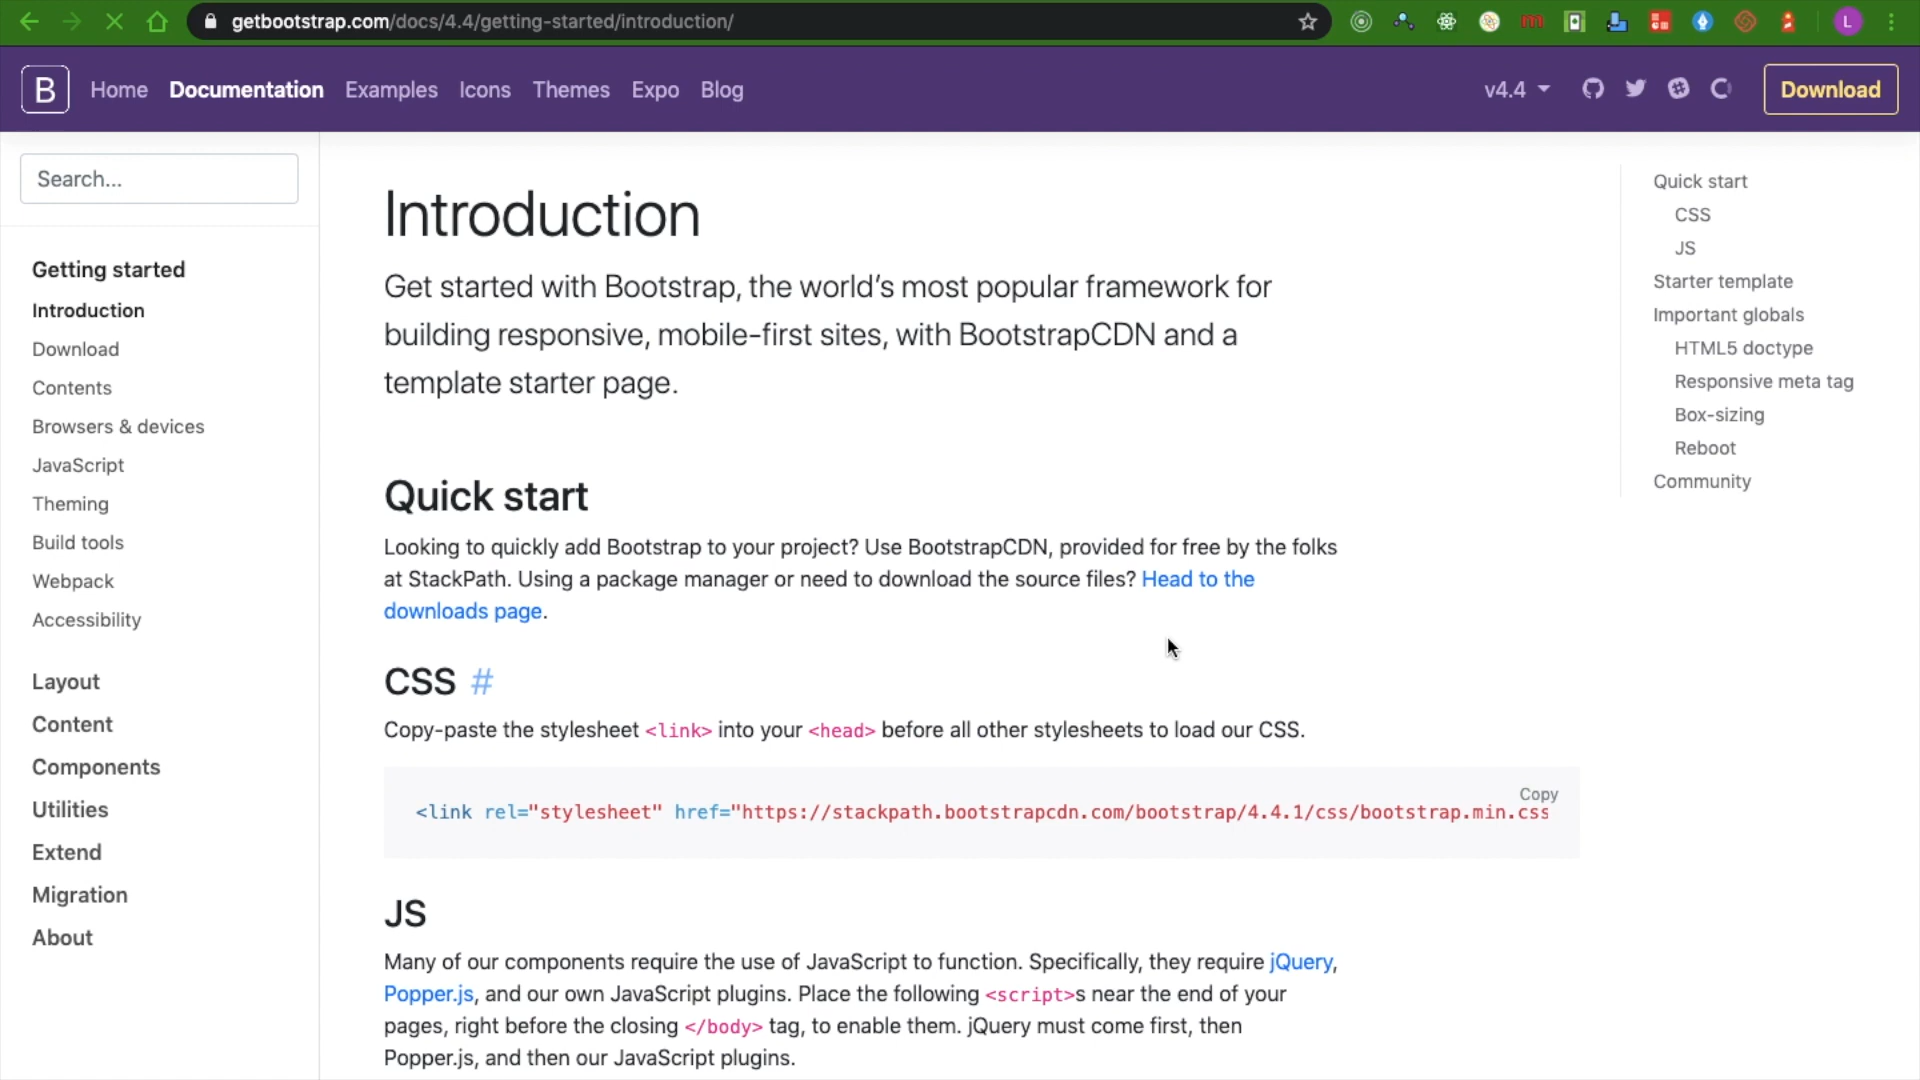 getbootstrap.com/docs/4.4/getting-started/introduction/
L
B Home Documentation Examples Icons Themes Expo Blog v4.4 Download
Search...
Getting started
Introduction
Download
Contents
Browsers & devices
JavaScript
Theming
Build tools
Webpack
Accessibility
Layout
Content
Components
Utilities
Extend
Migration
About
Introduction
Get started with Bootstrap, the world’s most popular framework for
building responsive, mobile-first sites, with BootstrapCDN and a
template starter page.
Quick start
Looking to quickly add Bootstrap to your project? Use BootstrapCDN, provided for free by the folks
at StackPath. Using a package manager or need to download the source files? Head to the
downloads page.
CSS #
Copy-paste the stylesheet <link> into your <head> before all other stylesheets to load our CSS.
Copy
<link rel="stylesheet" href="https://stackpath.bootstrapcdn.com/bootstrap/4.4.1/css/bootstrap.min.css
JS
Many of our components require the use of JavaScript to function. Specifically, they require jQuery,
Popper.js, and our own JavaScript plugins. Place the following <script>s near the end of your
pages, right before the closing </body> tag, to enable them. jQuery must come first, then
Popper.js, and then our JavaScript plugins.
Quick start
CSS
JS
Starter template
Important globals
HTML5 doctype
Responsive meta tag
Box-sizing
Reboot
Community